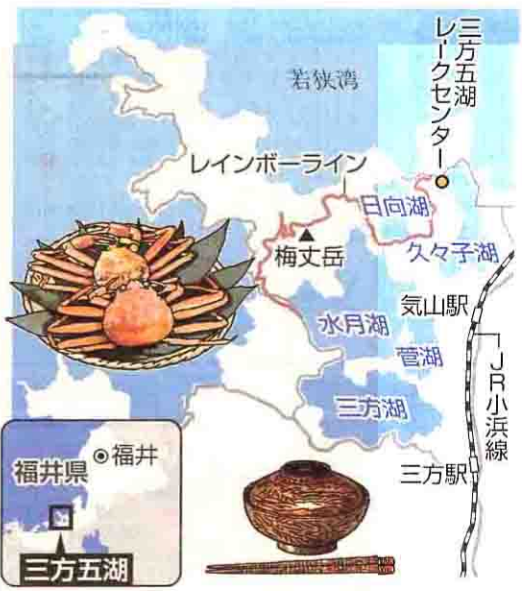 若狭湾
三方五湖
レークセンター
レインボーライン
日向湖
梅丈岳
久々子湖
気山駅
水月湖
菅湖
JR小浜線
三方湖
三方駅
福井
福井県
三方五湖